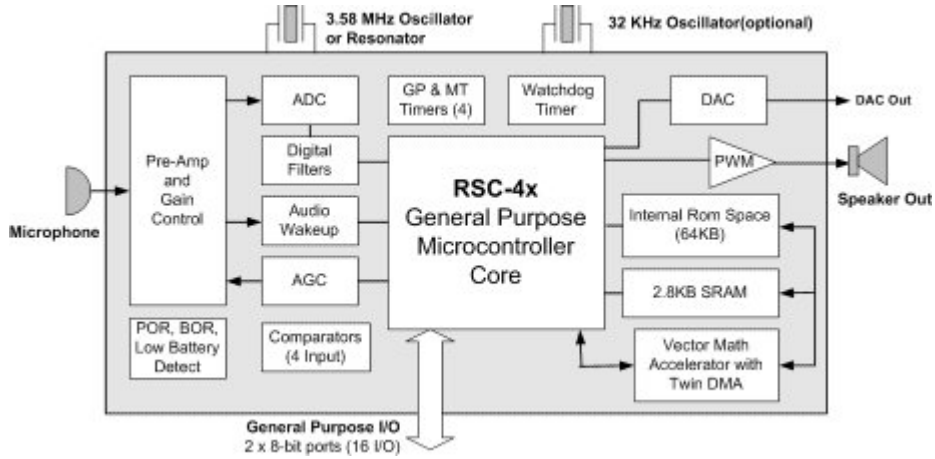 3.58 MHz Oscillator
or Resonator
32 KHz Oscillator(optional)
ADC
GP & MT
Timers (4)
Watchdog
Timer
DAC
DAC Out
Pre-Amp
and
Gain
Control
Digital
Filters
PWM
Speaker Out
Microphone
RSC-4x
General Purpose
Microcontroller
Core
Audio
Wakeup
Internal Rom Space
(64KB)
AGC
2.8KB SRAM
POR, BOR,
Low Battery
Detect
Comparators
(4 Input)
Vector Math
Accelerator with
Twin DMA
General Purpose I/O
2 x 8-bit ports (16 I/O)